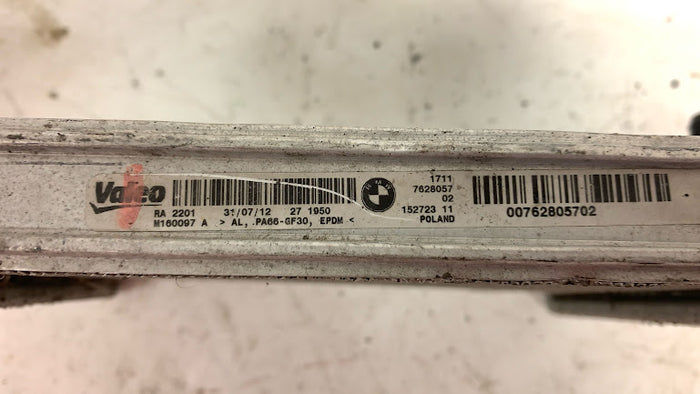 Valeo
RA 2201 31/07/12 27 1950
M160097 A > AL, PA66-GF30, EPDM <
BMW
1711
7628057
02
152723 11
POLAND
00762805702